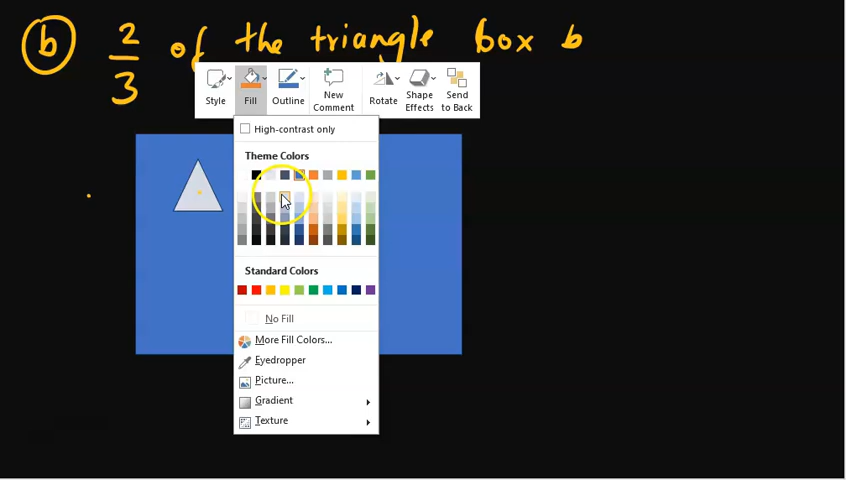 b 2/3 of the triangle box b
Style Fill Outline New Comment Rotate Shape Effects Send to Back
High-contrast only
Theme Colors
Standard Colors
No Fill
More Fill Colors...
Eyedropper
Picture...
Gradient
Texture